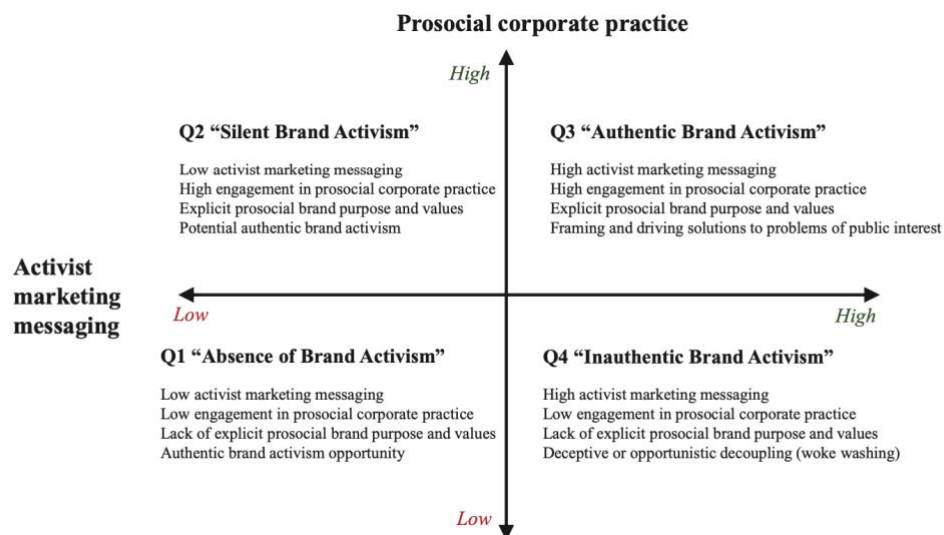 Prosocial corporate practice
High
Q2 “Silent Brand Activism”
Low activist marketing messaging
High engagement in prosocial corporate practice
Explicit prosocial brand purpose and values
Potential authentic brand activism
Q3 “Authentic Brand Activism”
High activist marketing messaging
High engagement in prosocial corporate practice
Explicit prosocial brand purpose and values
Framing and driving solutions to problems of public interest
Activist
marketing
messaging
Low
High
Q1 “Absence of Brand Activism”
Low activist marketing messaging
Low engagement in prosocial corporate practice
Lack of explicit prosocial brand purpose and values
Authentic brand activism opportunity
Q4 “Inauthentic Brand Activism”
High activist marketing messaging
Low engagement in prosocial corporate practice
Lack of explicit prosocial brand purpose and values
Deceptive or opportunistic decoupling (woke washing)
Low